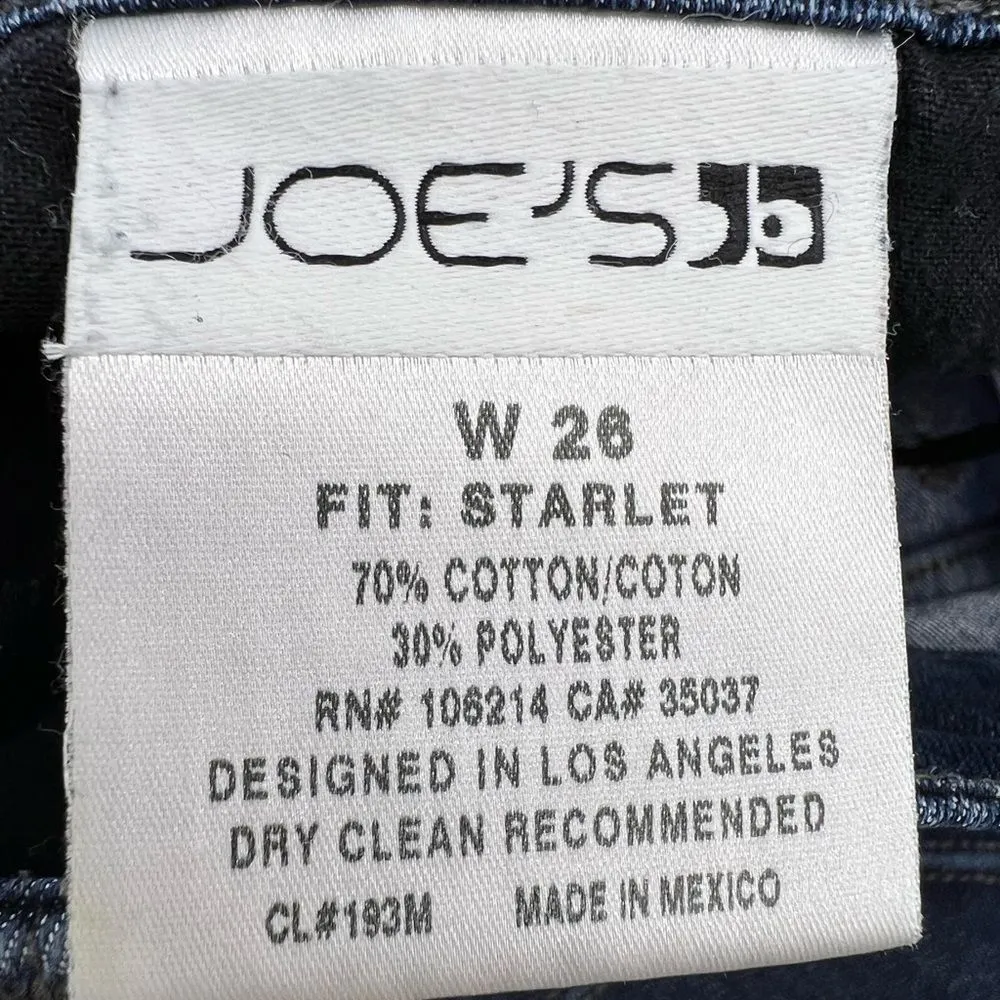 JOE'S
W 26
FIT: STARLET
70% COTTON/COTON
30% POLYESTER
RN# 106214 CA# 35037
DESIGNED IN LOS ANGELES
DRY CLEAN RECOMMENDED
CL#193M MADE IN MEXICO